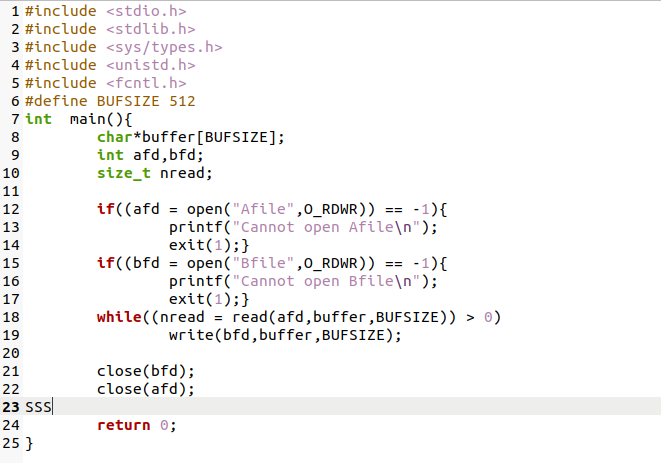 1 #include <stdio.h>
2 #include <stdlib.h>
3 #include <sys/types.h>
4 #include <unistd.h>
5 #include <fcntl.h>
6 #define BUFSIZE 512
7 int  main(){
8         char*buffer[BUFSIZE];
9         int afd,bfd;
10         size_t nread;
11
12         if((afd = open("Afile",O_RDWR)) == -1){
13                 printf("Cannot open Afile\n");
14                 exit(1);}
15         if((bfd = open("Bfile",O_RDWR)) == -1){
16                 printf("Cannot open Bfile\n");
17                 exit(1);}
18         while((nread = read(afd,buffer,BUFSIZE)) > 0)
19                 write(bfd,buffer,BUFSIZE);
20
21         close(bfd);
22         close(afd);
23 SSS
24         return 0;
25 }